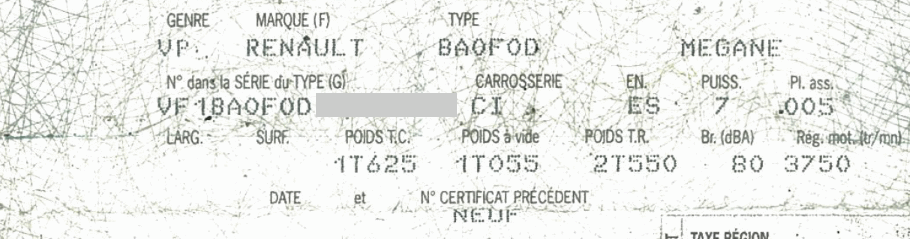 GENRE MARQUE (F) TYPE
VP. RENAULT BA0F0D MEGANE
N° dans la SÉRIE du TYPE (G) CARROSSERIE EN. PUISS. Pl. ass.
VF1BA0F0D CI ES 7 .005
LARG. SURF. POIDS T.C. POIDS à vide POIDS T.R. Br. (dBA) Rég. mot. (tr/mn)
1T625 1T055 2T550 80 3750
DATE et N° CERTIFICAT PRÉCÉDENT
NEUF
TAXE RÉGION